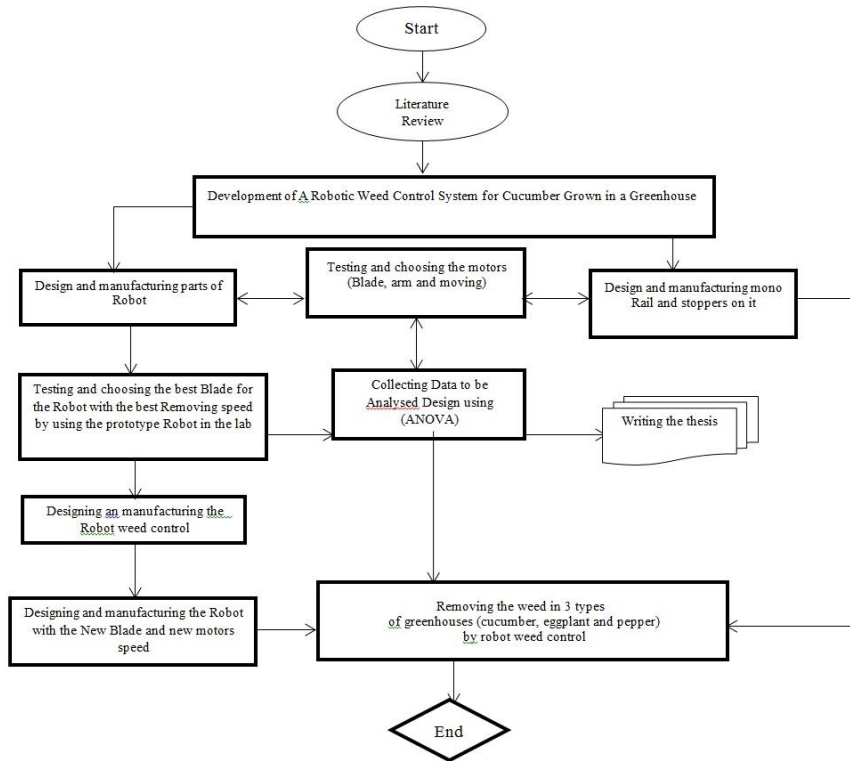 Start
Literature
Review
Development of A Robotic Weed Control System for Cucumber Grown in a Greenhouse
Design and manufacturing parts of
Robot
Testing and choosing the motors
(Blade, arm and moving)
Design and manufacturing mono
Rail and stoppers on it
Testing and choosing the best Blade for
the Robot with the best Removing speed
by using the prototype Robot in the lab
Collecting Data to be
Analysed Design using
(ANOVA)
Writing the thesis
Designing an manufacturing the
Robot weed control
Designing and manufacturing the Robot
with the New Blade and new motors
speed
Removing the weed in 3 types
of greenhouses (cucumber, eggplant and pepper)
by robot weed control
End